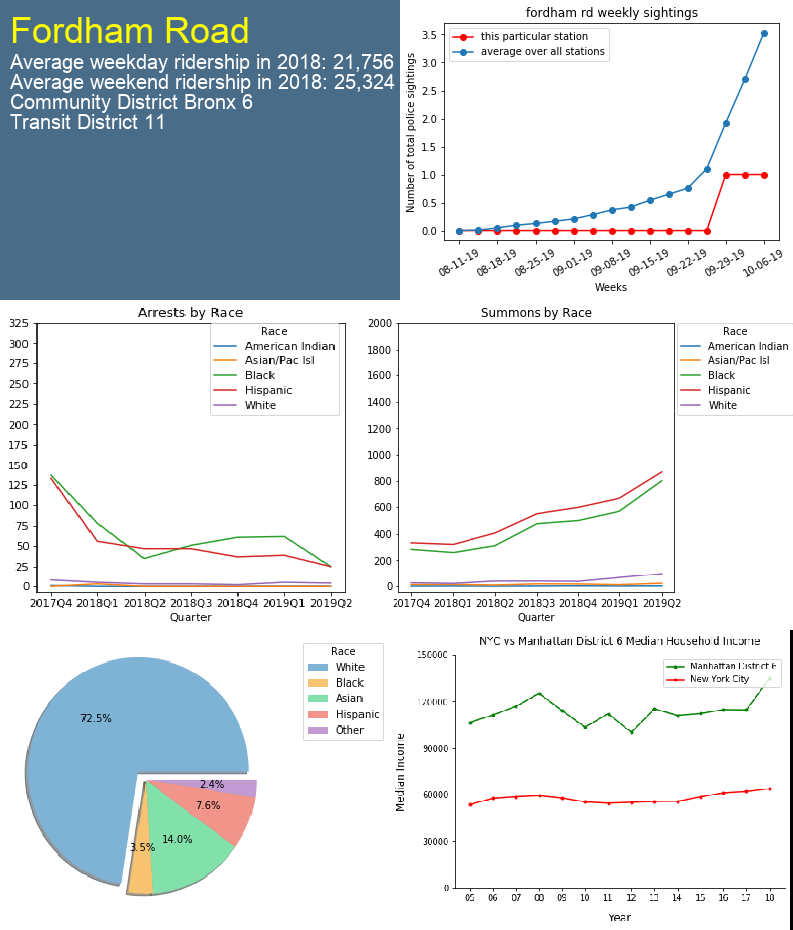 Fordham Road
Average weekday ridership in 2018: 21,756
Average weekend ridership in 2018: 25,324
Community District Bronx 6
Transit District 11
fordham rd weekly sightings
this particular station
average over all stations
Number of total police sightings
3.5
3.0
2.5
2.0
1.5
1.0
0.5
0.0
08-11-19 08-18-19 08-25-19 09-01-19 09-08-19 09-15-19 09-22-19 09-29-19 10-06-19
Weeks
Arrests by Race
Race
American Indian
Asian/Pac Isl
Black
Hispanic
White
325
300
275
250
225
200
175
150
125
100
75
50
25
0
2017Q4 2018Q1 2018Q2 2018Q3 2018Q4 2019Q1 2019Q2
Quarter
Summons by Race
Race
American Indian
Asian/Pac Isl
Black
Hispanic
White
2000
1800
1600
1400
1200
1000
800
600
400
200
0
2017Q4 2018Q1 2018Q2 2018Q3 2018Q4 2019Q1 2019Q2
Quarter
Race
White
Black
Asian
Hispanic
Other
72.5%
2.4%
7.6%
14.0%
3.5%
NYC vs Manhattan District 6 Median Household Income
Manhattan District 6
New York City
Median Income
150000
120000
90000
60000
30000
0
05 06 07 08 09 10 11 12 13 14 15 16 17 18
Year